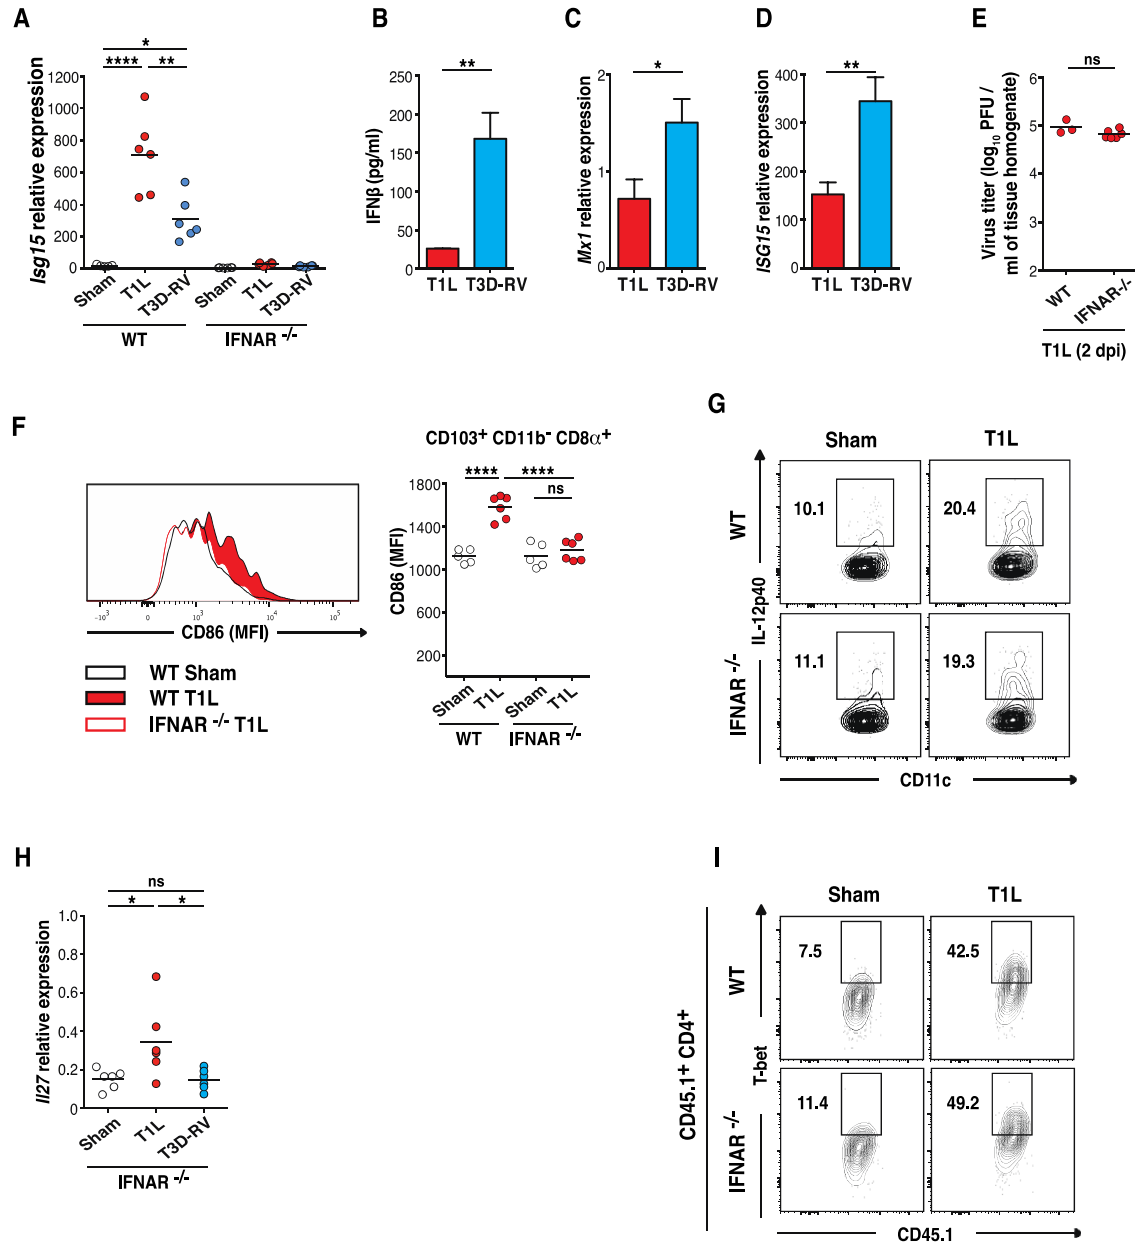 A
*
****
**
Isg15 relative expression
1200
1000
800
600
400
200
0
Sham
T1L
T3D-RV
Sham
T1L
T3D-RV
WT
IFNAR -/-
B
**
IFNβ (pg/ml)
250
200
150
100
50
0
T1L T3D-RV
C
*
Mx1 relative expression
2
1
0
T1L T3D-RV
D
**
ISG15 relative expression
400
300
200
100
0
T1L T3D-RV
E
ns
Virus titer (log10 PFU /
ml of tissue homogenate)
6
5
4
3
2
WT
IFNAR-/-
T1L (2 dpi)
F
-10³ 0 10³ 10⁴ 10⁵
CD86 (MFI)
WT Sham
WT T1L
IFNAR -/- T1L
CD103+ CD11b- CD8α+
**** ****
ns
CD86 (MFI)
1800
1400
1000
600
200
Sham
T1L
Sham
T1L
WT
IFNAR -/-
G
Sham T1L
WT
IFNAR -/-
IL-12p40
10.1
20.4
11.1
19.3
CD11c
H
ns
* *
Il27 relative expression
1.0
0.8
0.6
0.4
0.2
0
Sham
T1L
T3D-RV
IFNAR -/-
I
Sham T1L
CD45.1+ CD4+
WT
IFNAR -/-
T-bet
7.5
42.5
11.4
49.2
CD45.1